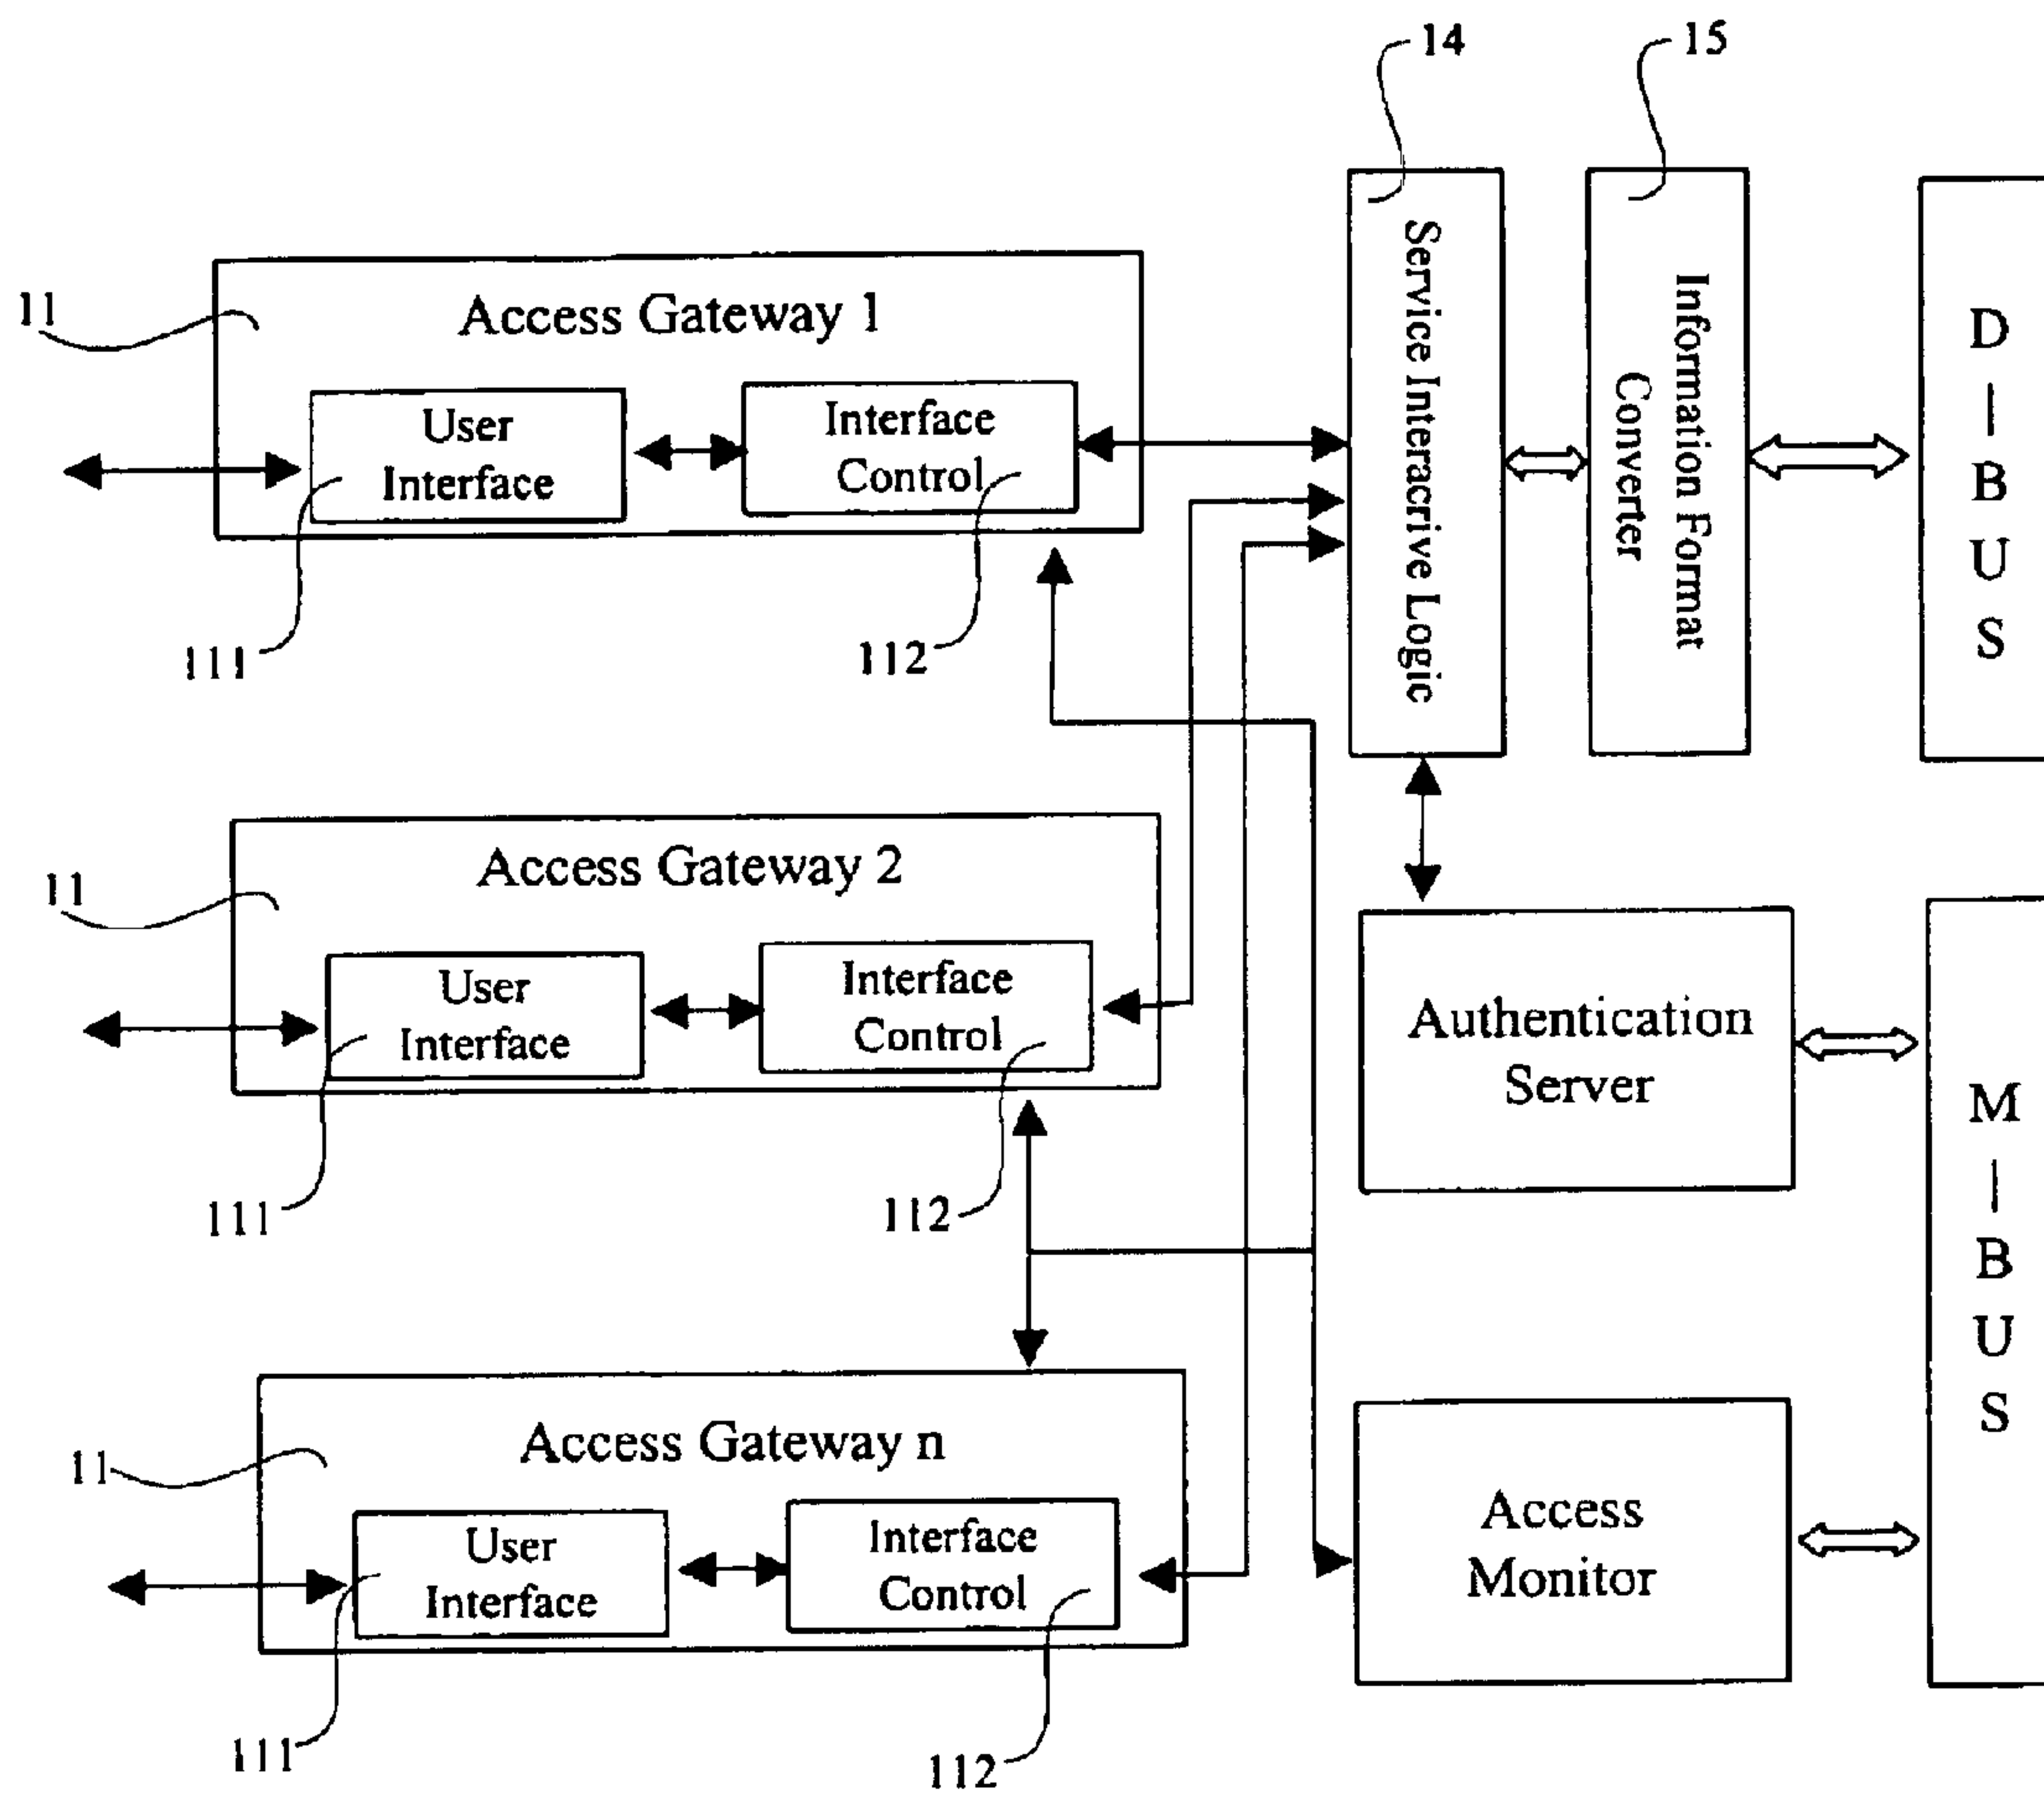 14
15
11
Access Gateway 1
User
Interface
Interface
Control
111
112
Service Interacrive Logic
Information Format
Converter
D
|
B
U
S
11
Access Gateway 2
User
Interface
Interface
Control
111
112
Authentication
Server
M
|
B
U
S
11
Access Gateway n
User
Interface
Interface
Control
111
112
Access
Monitor